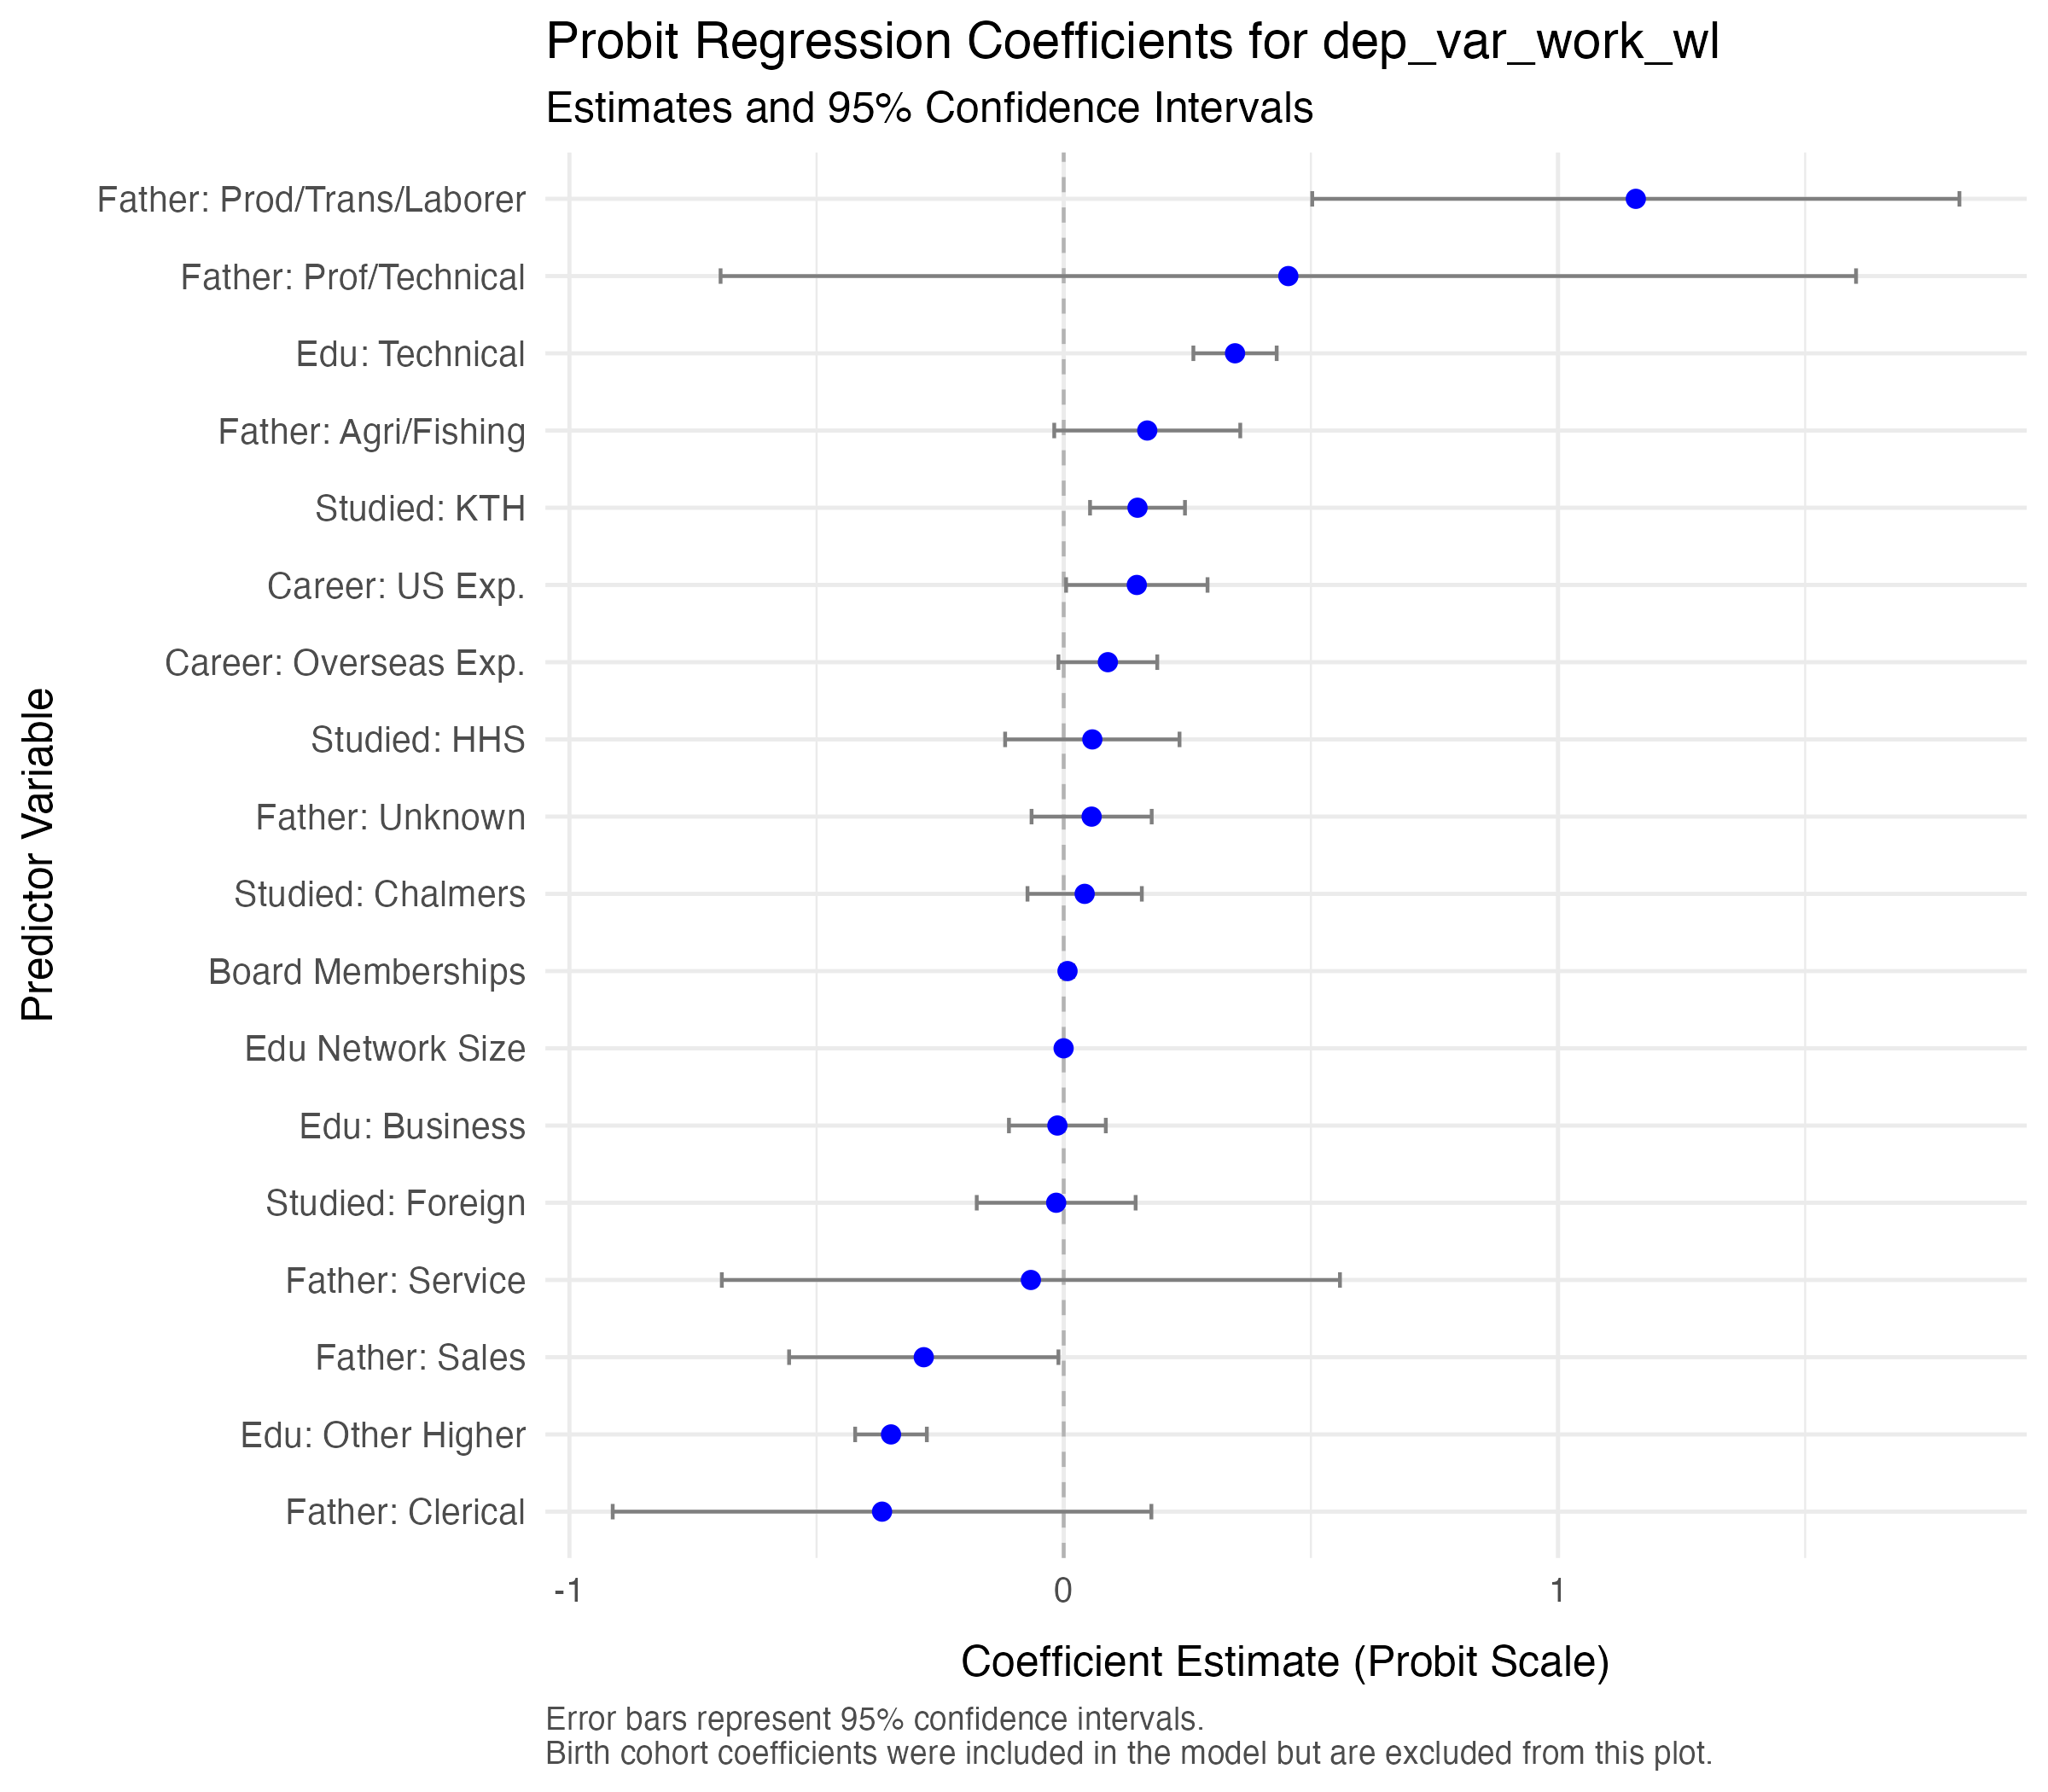 Probit Regression Coefficients for dep_var_work_wl
Estimates and 95% Confidence Intervals
Predictor Variable
Father: Prod/Trans/Laborer
Father: Prof/Technical
Edu: Technical
Father: Agri/Fishing
Studied: KTH
Career: US Exp.
Career: Overseas Exp.
Studied: HHS
Father: Unknown
Studied: Chalmers
Board Memberships
Edu Network Size
Edu: Business
Studied: Foreign
Father: Service
Father: Sales
Edu: Other Higher
Father: Clerical
-1 0 1
Coefficient Estimate (Probit Scale)
Error bars represent 95% confidence intervals.
Birth cohort coefficients were included in the model but are excluded from this plot.